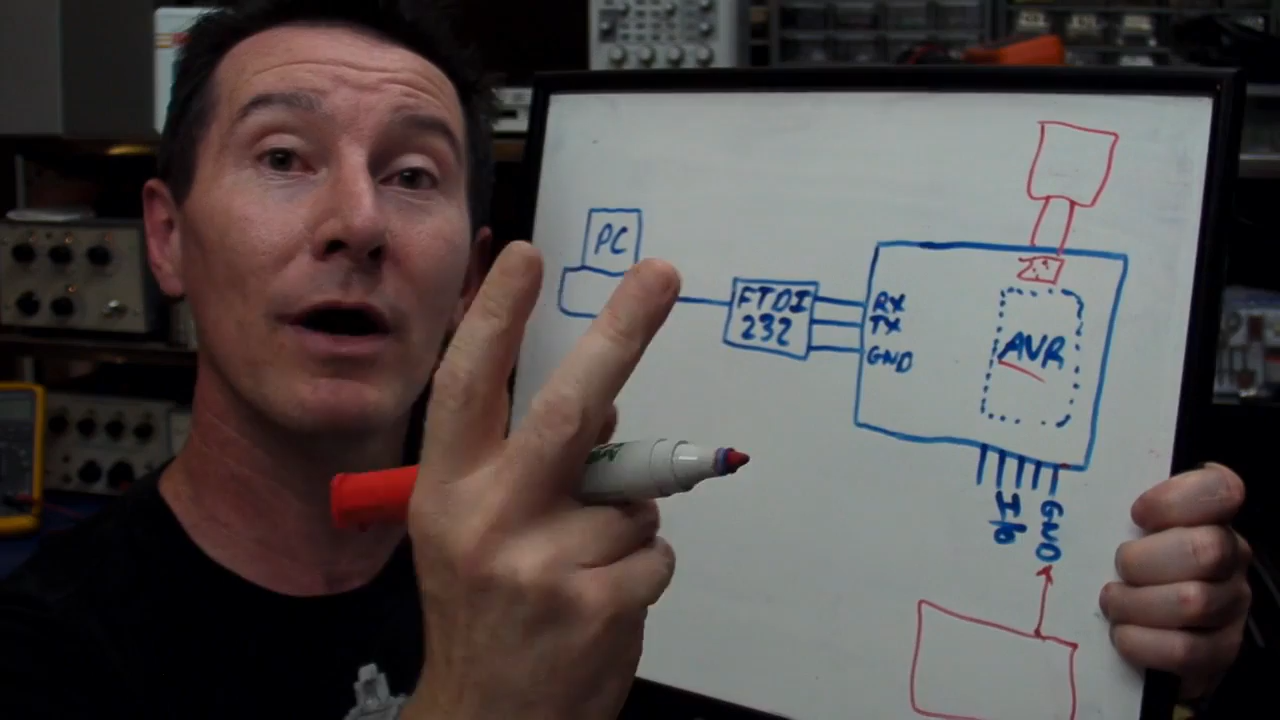 PC
FTDI
232
RX
TX
GND
AVR
I/O
GND